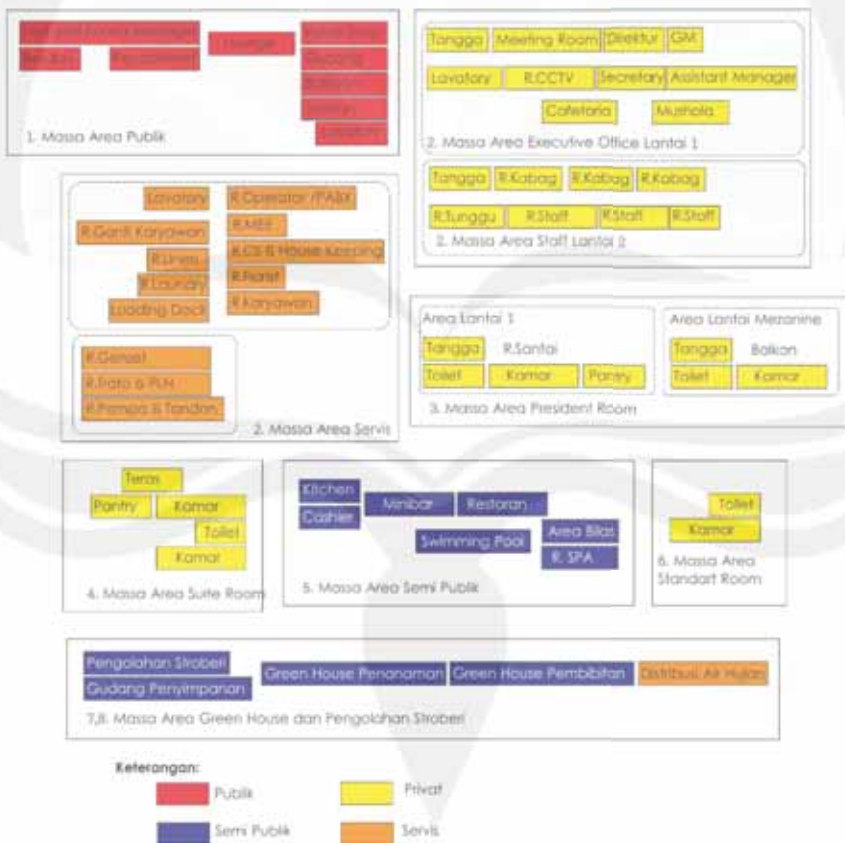 Lounge
Gudang
1. Massa Area Publik
Tangga Meeting Room Direktur GM
Lavatory R.CCTV Secretary Assistant Manager
Cafetaria Mushola
2. Massa Area Executive Office Lantai 1
Tangga R.Kabag R.Kabag R.Kabag
R.Tunggu R.Staff R.Staff R.Staff
2. Massa Area Staff Lantai 2
Lavatory R.Operator /PABX
R.Ganti Karyawan R.MEE
R.Linen R.CS & House Keeping
R.Laundry R.Florist
Loading Dock R.Karyawan
R.Genset
R.Trafo & PLN
R.Pompa & Tandon
2. Massa Area Servis
Area Lantai 1
Tangga R.Santai
Toilet Kamar Pantry
Area Lantai Mezanine
Tangga Balkon
Toilet Kamar
3. Massa Area President Room
Teras
Pantry Kamar
Toilet
Kamar
4. Massa Area Suite Room
Kitchen
Cashier
Minibar Restoran
Swimming Pool
Area Bilas
R. SPA
5. Massa Area Semi Publik
Toilet
Kamar
6. Massa Area
Standart Room
Pengolahan Stroberi
Gudang Penyimpanan
Green House Penanaman Green House Pembibitan Distribusi Air Hujan
7,8. Massa Area Green House dan Pengolahan Stroberi
Keterangan:
Publik
Privat
Semi Publik
Servis